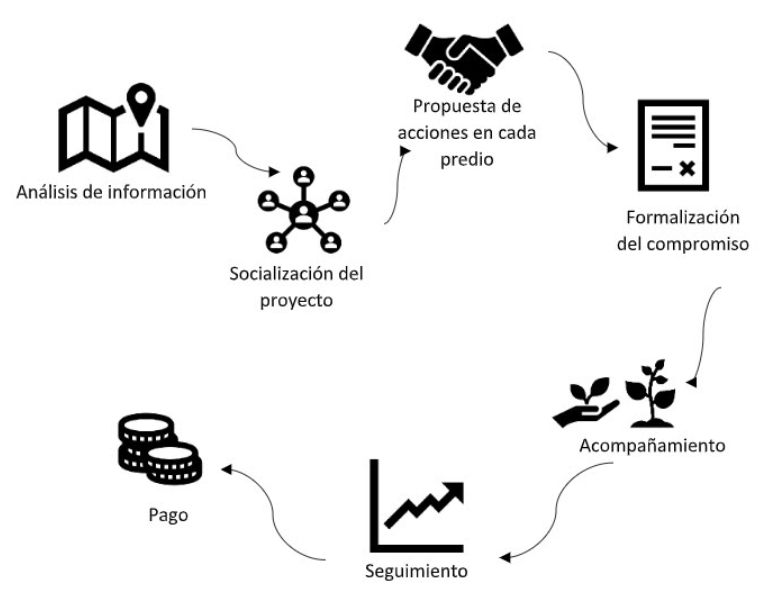 Análisis de información
Socialización del
proyecto
Propuesta de
acciones en cada
predio
Formalización
del compromiso
Acompañamiento
Seguimiento
Pago